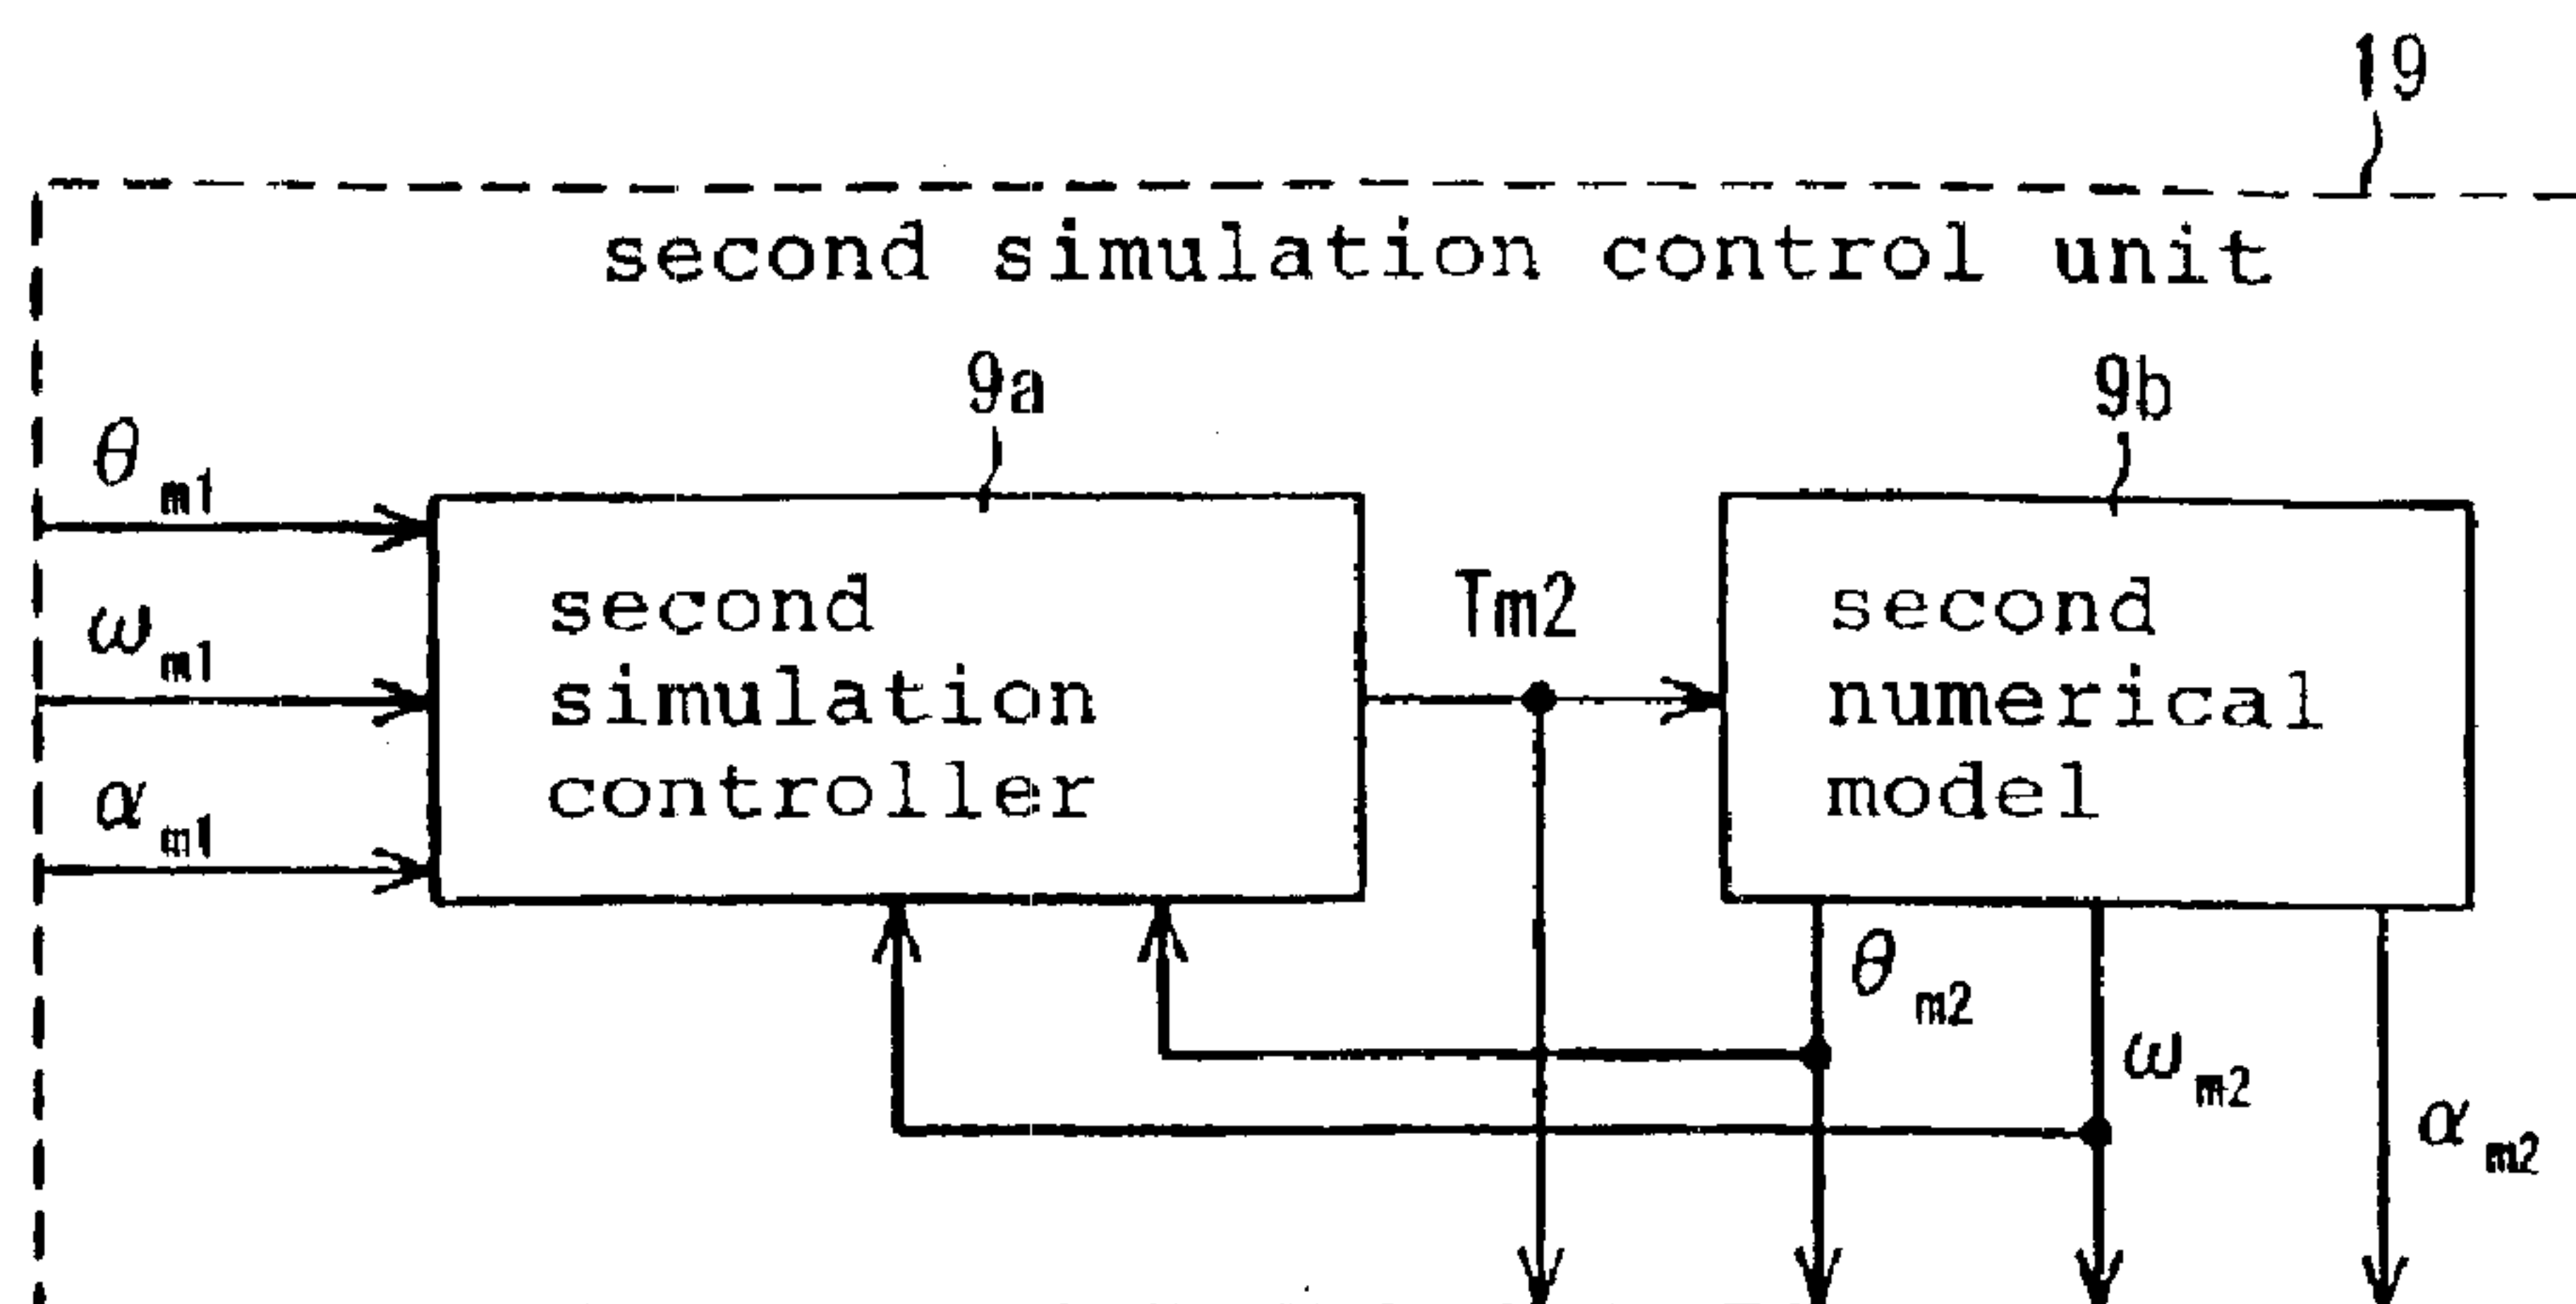 19
second simulation control unit
9a
9b
θm1
ωm1
αm1
second
simulation
controller
Tm2
second
numerical
model
θm2
ωm2
αm2